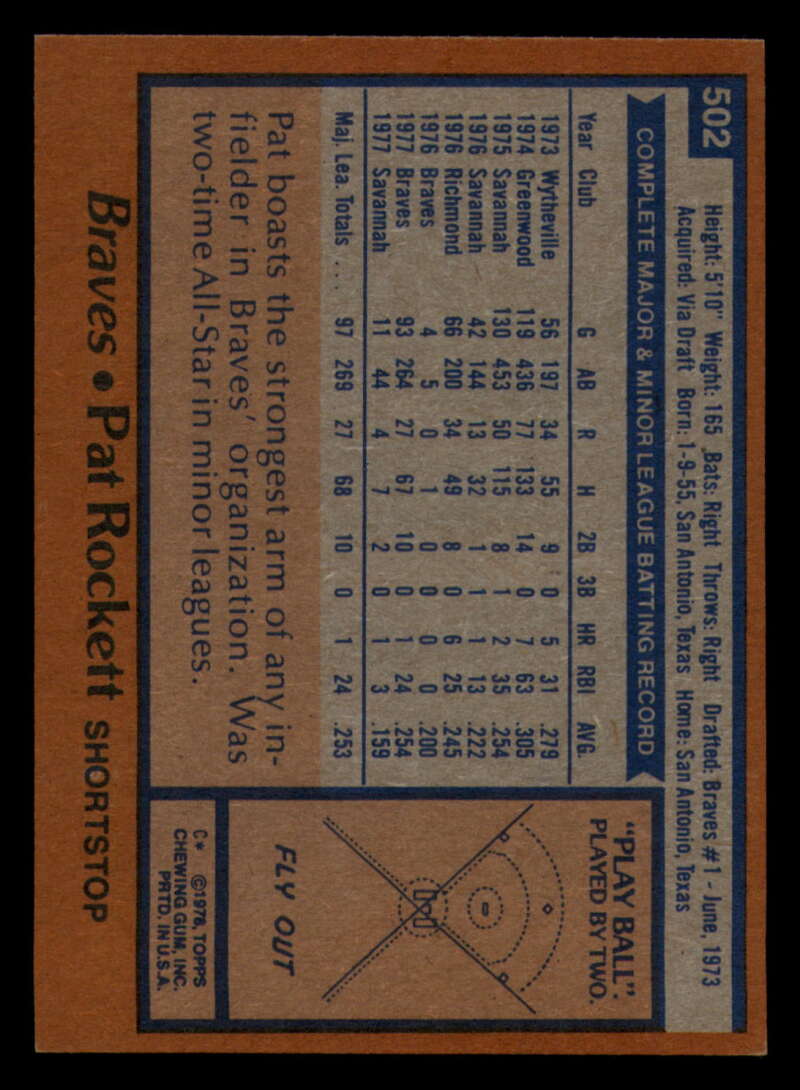 502
Height: 5'10" Weight: 165 Bats: Right Throws: Right Drafted: Braves #1 - June, 1973
Acquired: Via Draft Born: 1-9-55, San Antonio, Texas Home: San Antonio, Texas
COMPLETE MAJOR & MINOR LEAGUE BATTING RECORD
Year Club G AB R H 2B 3B HR RBI AVG.
1973 Wytheville 56 197 34 55 9 0 5 31 .279
1974 Greenwood 119 436 77 133 14 0 7 63 .305
1975 Savannah 130 453 50 115 8 1 2 35 .254
1976 Savannah 42 144 13 32 1 1 1 13 .222
1976 Richmond 66 200 34 49 8 0 6 25 .245
1976 Braves 4 5 0 1 0 0 0 0 .200
1977 Braves 93 264 27 67 10 0 1 24 .254
1977 Savannah 11 44 4 7 2 0 1 3 .159
Maj. Lea. Totals ... 97 269 27 68 10 0 1 24 .253
Pat boasts the strongest arm of any in-
fielder in Braves' organization. Was
two-time All-Star in minor leagues.
"PLAY BALL".
PLAYED BY TWO.
FLY OUT
C* ©1978, TOPPS
CHEWING GUM, INC.
PRTD. IN U.S.A.
Braves • Pat Rockett SHORTSTOP